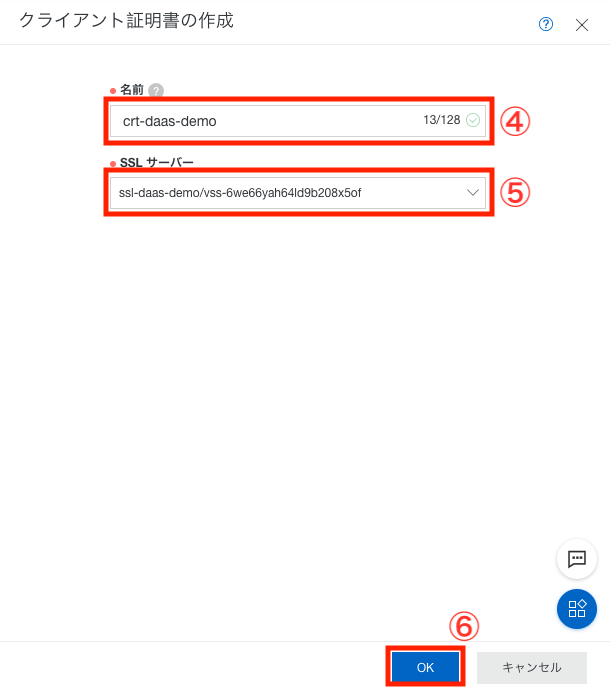 クライアント証明書の作成
名前
crt-daas-demo 13/128 ④
SSL サーバー
ssl-daas-demo/vss-6we66yah64ld9b208x5of ⑤
⑥
OK キャンセル